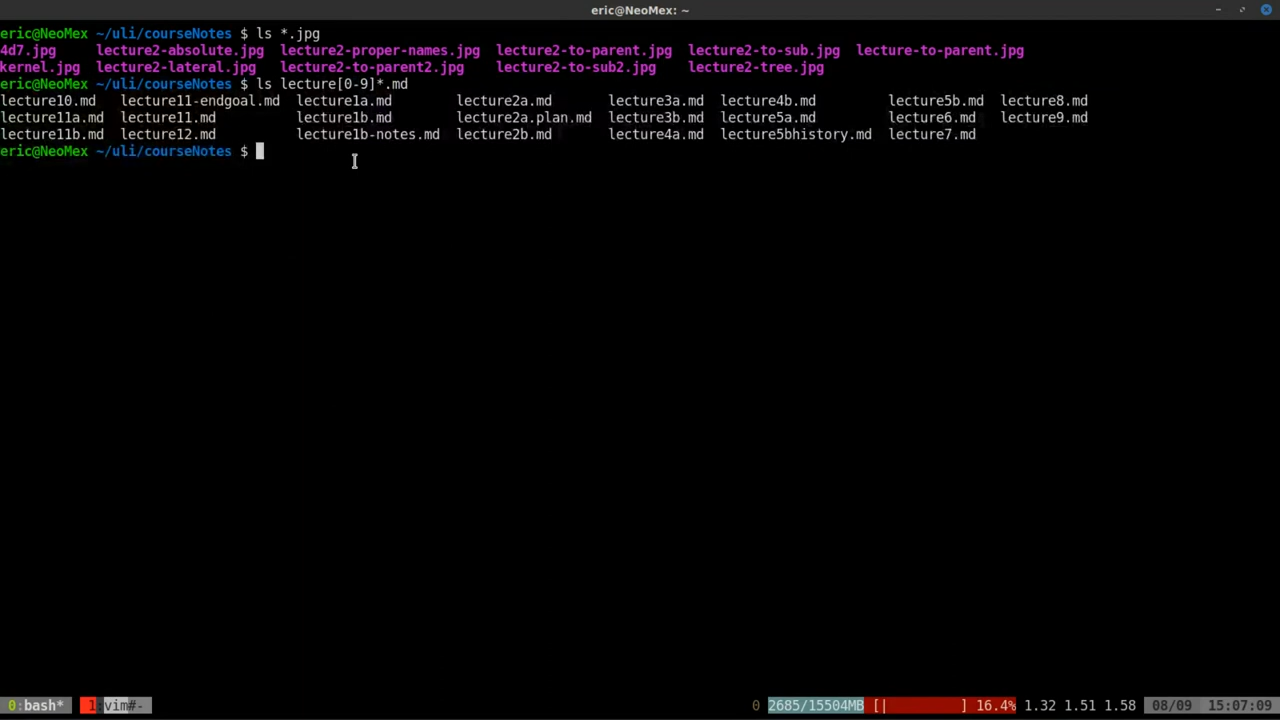 eric@NeoMex: ~
eric@NeoMex ~/uli/courseNotes $ ls *.jpg
4d7.jpg lecture2-absolute.jpg lecture2-proper-names.jpg lecture2-to-parent.jpg lecture2-to-sub.jpg lecture-to-parent.jpg
kernel.jpg lecture2-lateral.jpg lecture2-to-parent2.jpg lecture2-to-sub2.jpg lecture2-tree.jpg
eric@NeoMex ~/uli/courseNotes $ ls lecture[0-9]*.md
lecture10.md lecture11-endgoal.md lecture1a.md lecture2a.md lecture3a.md lecture4b.md lecture5b.md lecture8.md
lecture11a.md lecture11.md lecture1b.md lecture2a.plan.md lecture3b.md lecture5a.md lecture6.md lecture9.md
lecture11b.md lecture12.md lecture1b-notes.md lecture2b.md lecture4a.md lecture5bhistory.md lecture7.md
eric@NeoMex ~/uli/courseNotes $
0:bash* 1:vim#- 0 2685/15504MB [| ] 16.4% 1.32 1.51 1.58 08/09 15:07:09